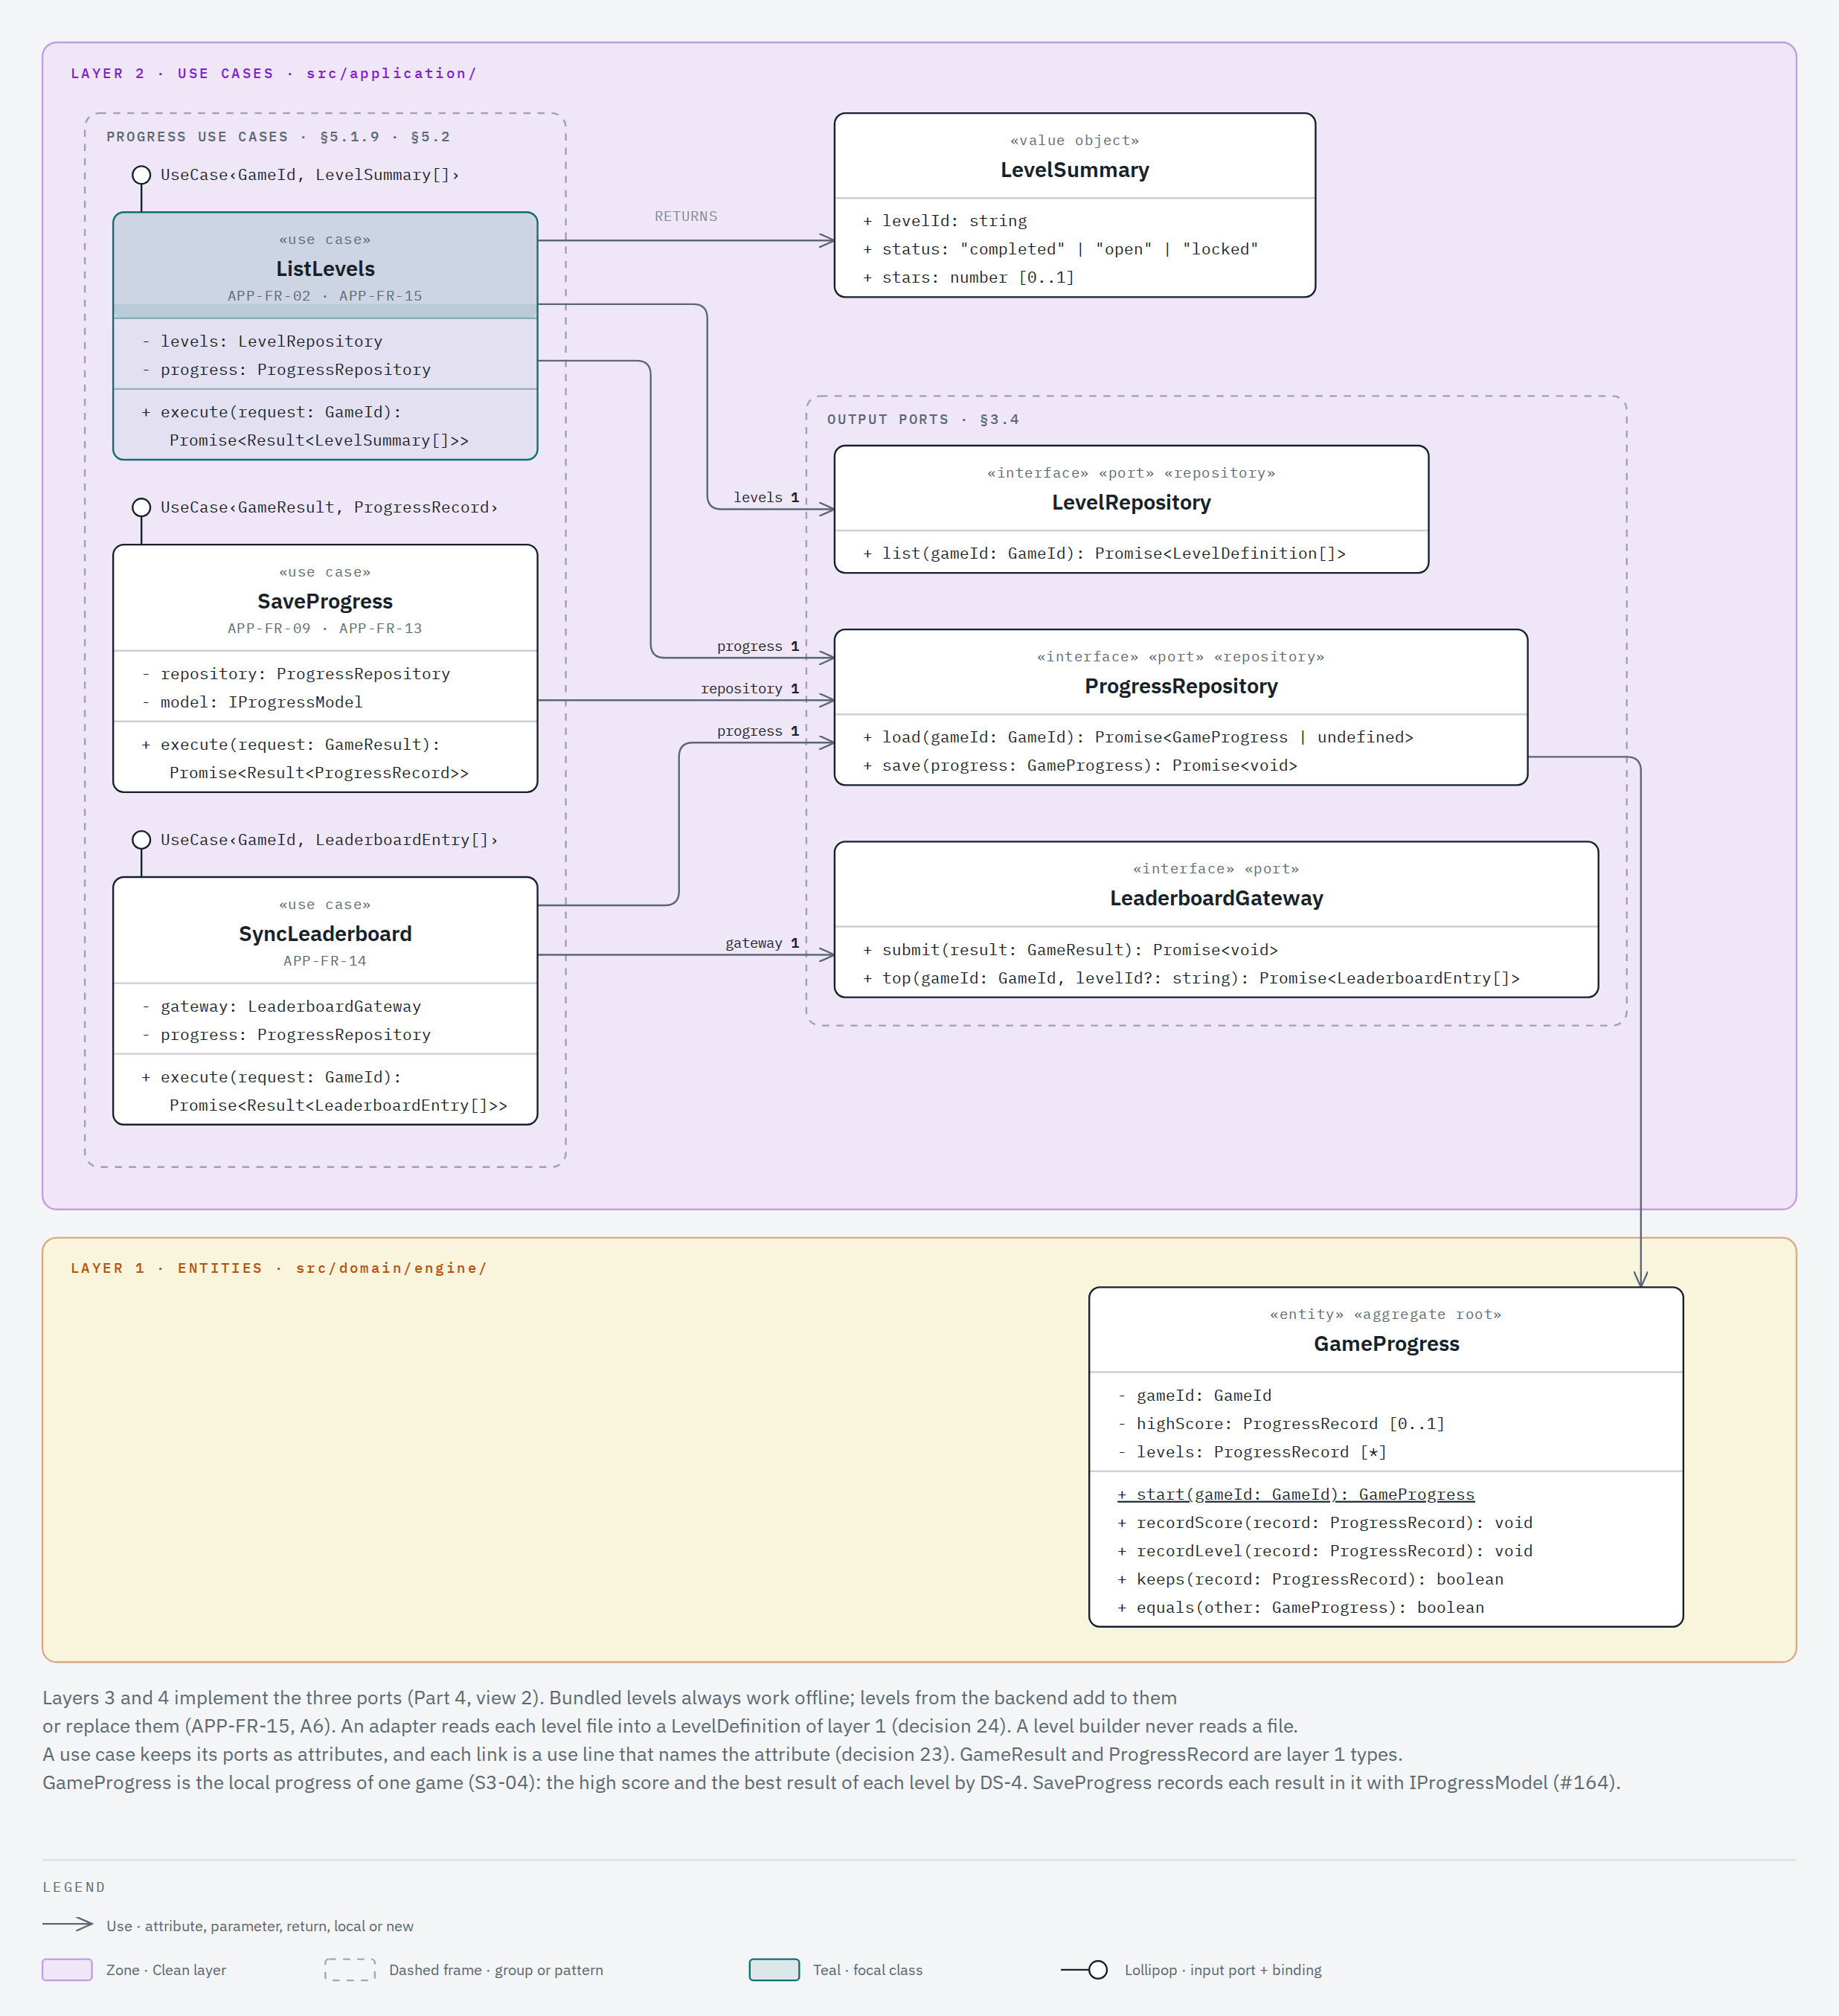 LAYER 2 · USE CASES · src/application/
PROGRESS USE CASES · §5.1.9 · §5.2
UseCase‹GameId, LevelSummary[]›
«use case»
ListLevels
APP-FR-02 · APP-FR-15
- levels: LevelRepository
- progress: ProgressRepository
+ execute(request: GameId):
Promise<Result<LevelSummary[]>>
UseCase‹GameResult, ProgressRecord›
«use case»
SaveProgress
APP-FR-09 · APP-FR-13
- repository: ProgressRepository
- model: IProgressModel
+ execute(request: GameResult):
Promise<Result<ProgressRecord>>
UseCase‹GameId, LeaderboardEntry[]›
«use case»
SyncLeaderboard
APP-FR-14
- gateway: LeaderboardGateway
- progress: ProgressRepository
+ execute(request: GameId):
Promise<Result<LeaderboardEntry[]>>
RETURNS
levels 1
progress 1
repository 1
progress 1
gateway 1
«value object»
LevelSummary
+ levelId: string
+ status: "completed" | "open" | "locked"
+ stars: number [0..1]
OUTPUT PORTS · §3.4
«interface» «port» «repository»
LevelRepository
+ list(gameId: GameId): Promise<LevelDefinition[]>
«interface» «port» «repository»
ProgressRepository
+ load(gameId: GameId): Promise<GameProgress | undefined>
+ save(progress: GameProgress): Promise<void>
«interface» «port»
LeaderboardGateway
+ submit(result: GameResult): Promise<void>
+ top(gameId: GameId, levelId?: string): Promise<LeaderboardEntry[]>
LAYER 1 · ENTITIES · src/domain/engine/
«entity» «aggregate root»
GameProgress
- gameId: GameId
- highScore: ProgressRecord [0..1]
- levels: ProgressRecord [*]
+ start(gameId: GameId): GameProgress
+ recordScore(record: ProgressRecord): void
+ recordLevel(record: ProgressRecord): void
+ keeps(record: ProgressRecord): boolean
+ equals(other: GameProgress): boolean
Layers 3 and 4 implement the three ports (Part 4, view 2). Bundled levels always work offline; levels from the backend add to them
or replace them (APP-FR-15, A6). An adapter reads each level file into a LevelDefinition of layer 1 (decision 24). A level builder never reads a file.
A use case keeps its ports as attributes, and each link is a use line that names the attribute (decision 23). GameResult and ProgressRecord are layer 1 types.
GameProgress is the local progress of one game (S3-04): the high score and the best result of each level by DS-4. SaveProgress records each result in it with IProgressModel (#164).
LEGEND
Use · attribute, parameter, return, local or new
Zone · Clean layer
Dashed frame · group or pattern
Teal · focal class
Lollipop · input port + binding